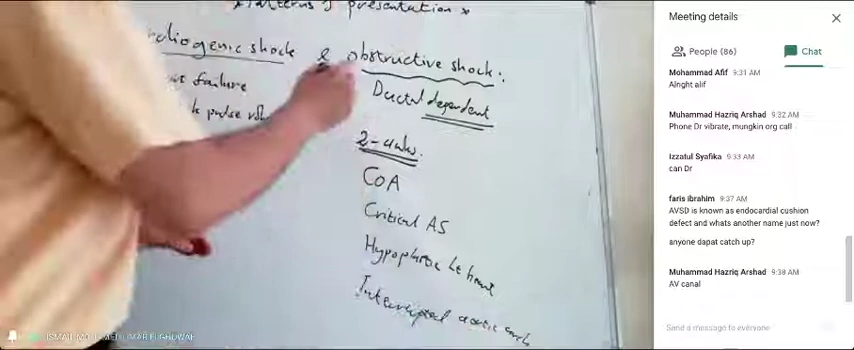 * Patterns of presentation *
cardiogenic shock & obstructive shock :
failure
pulse
Ductal dependent
2-4 wks.
CoA
Critical AS
Hypoplastic Lt heart
Interrupted aortic arch
Meeting details
People (86)
Chat
Mohammad Afif 9:31 AM
Alright alif
Muhammad Hazriq Arshad 9:32 AM
Phone Dr vibrate, mungkin org call
Izzatul Syafika 9:33 AM
can Dr
faris ibrahim 9:37 AM
AVSD is known as endocardial cushion
defect and whats another name just now?
anyone dapat catch up?
Muhammad Hazriq Arshad 9:38 AM
AV canal
Send a message to everyone